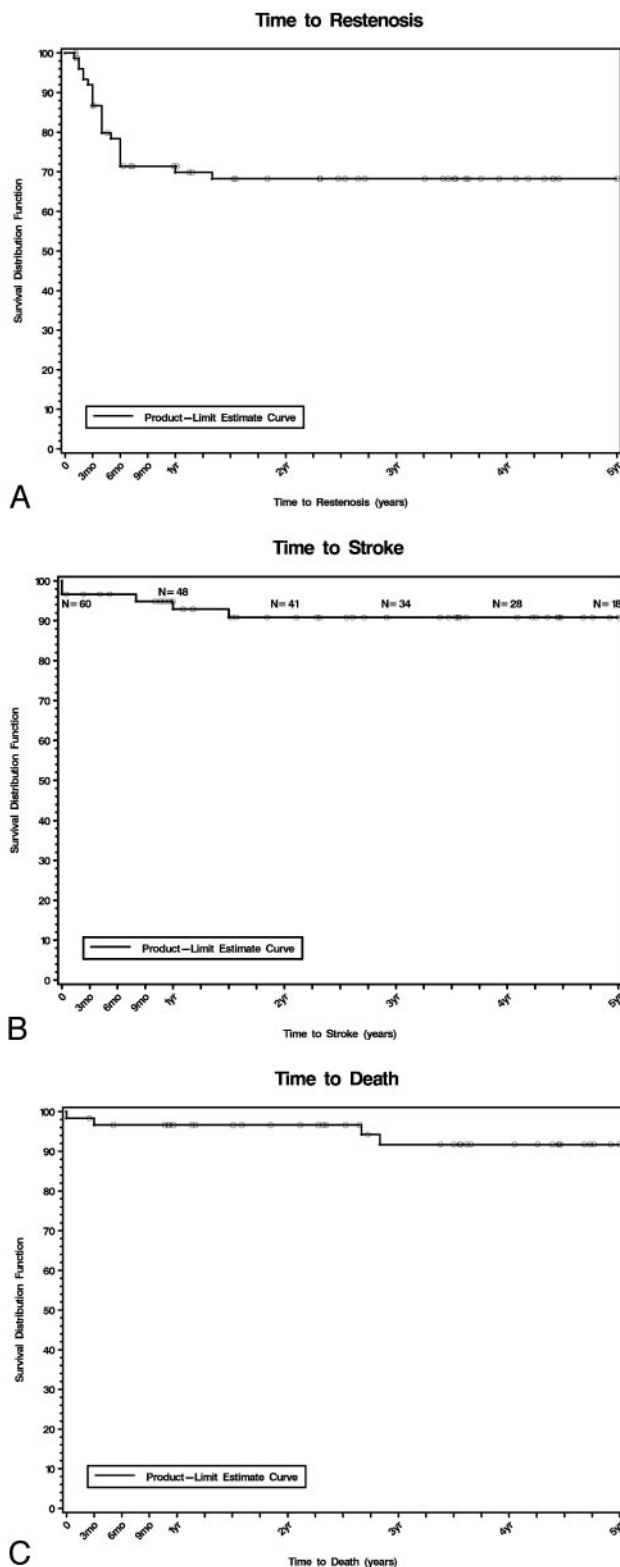 Time to Restenosis
Survival Distribution Function
100
90
80
70
60
50
40
30
20
10
0
Product-Limit Estimate Curve
0 3mo 6mo 9mo 1yr 2yr 3yr 4yr 5yr
Time to Restenosis (years)
A
Time to Stroke
Survival Distribution Function
100
90
80
70
60
50
40
30
20
10
0
N=60 N=48 N=41 N=34 N=28 N=18
Product-Limit Estimate Curve
0 3mo 6mo 9mo 1yr 2yr 3yr 4yr 5yr
Time to Stroke (years)
B
Time to Death
Survival Distribution Function
100
90
80
70
60
50
40
30
20
10
0
Product-Limit Estimate Curve
0 3mo 6mo 9mo 1yr 2yr 3yr 4yr 5yr
Time to Death (years)
C